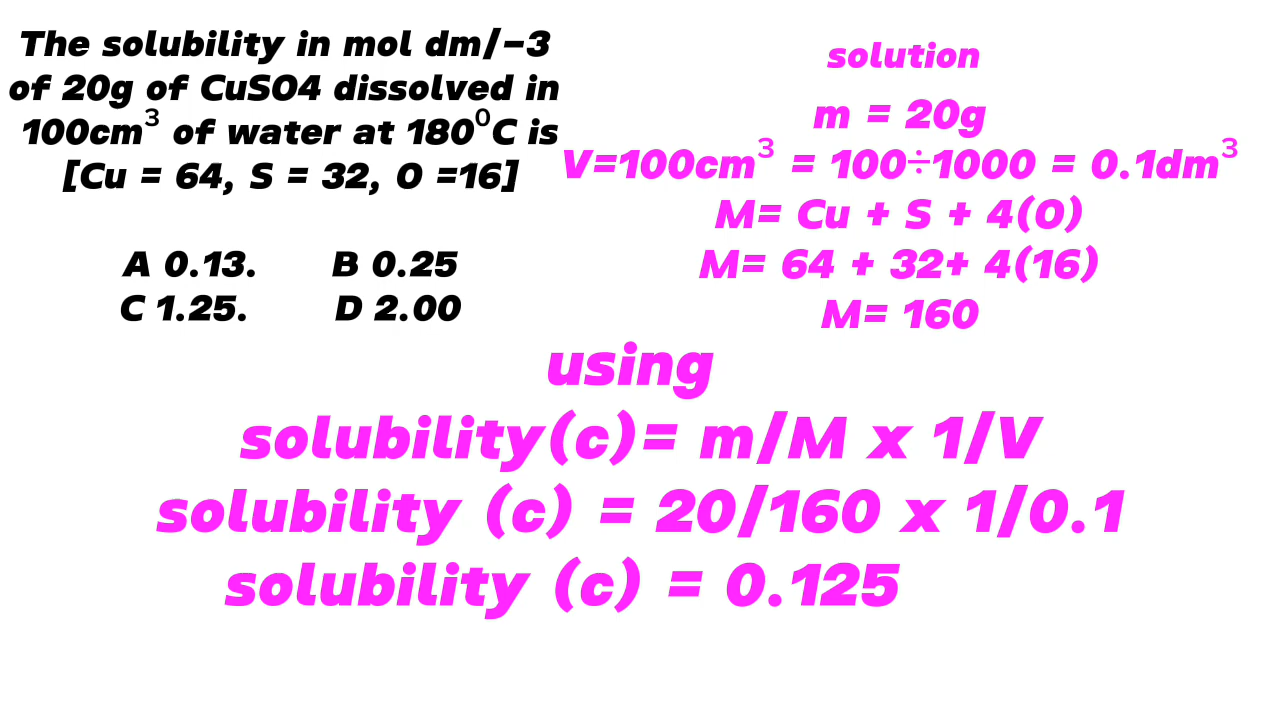 The solubility in mol dm/-3
of 20g of CuSO4 dissolved in
100cm³ of water at 180⁰C is
[Cu = 64, S = 32, O =16]
A 0.13. B 0.25
C 1.25. D 2.00
solution
m = 20g
V=100cm³ = 100÷1000 = 0.1dm³
M= Cu + S + 4(O)
M= 64 + 32+ 4(16)
M= 160
using
solubility(c)= m/M x 1/V
solubility (c) = 20/160 x 1/0.1
solubility (c) = 0.125